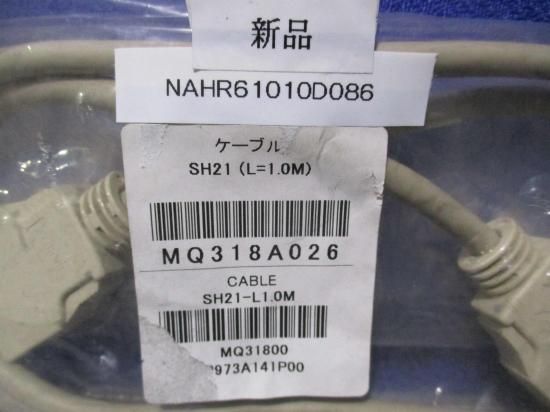 新品
NAHR61010D086
ケーブル
SH21 (L=1.0M)
MQ318A026
CABLE
SH21-L1.0M
MQ31800
973A141P00